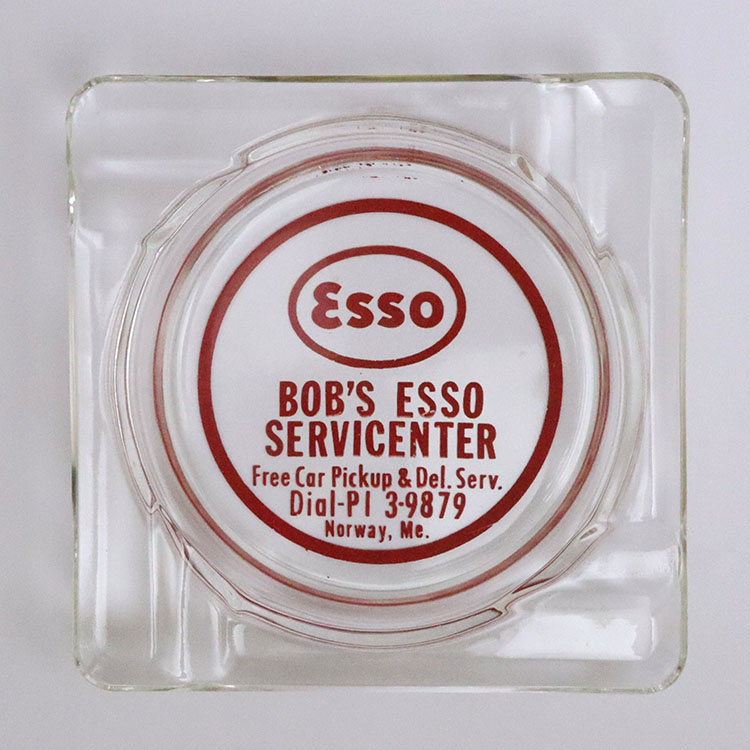 Esso
BOB'S ESSO
SERVICENTER
Free Car Pickup & Del. Serv.
Dial-PI 3-9879
Norway, Me.